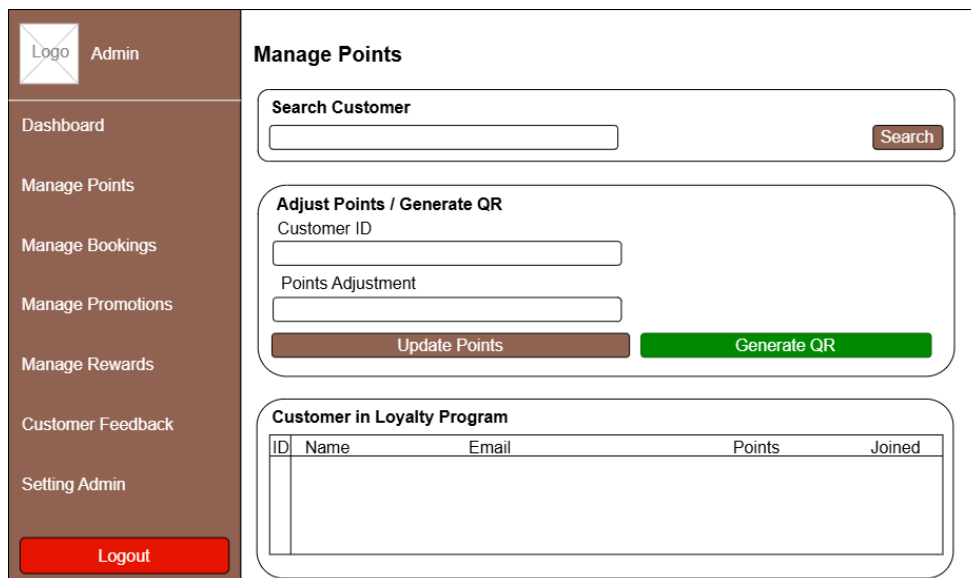 Logo Admin
Dashboard
Manage Points
Manage Bookings
Manage Promotions
Manage Rewards
Customer Feedback
Setting Admin
Logout
Manage Points
Search Customer
Search
Adjust Points / Generate QR
Customer ID
Points Adjustment
Update Points Generate QR
Customer in Loyalty Program
ID Name Email Points Joined